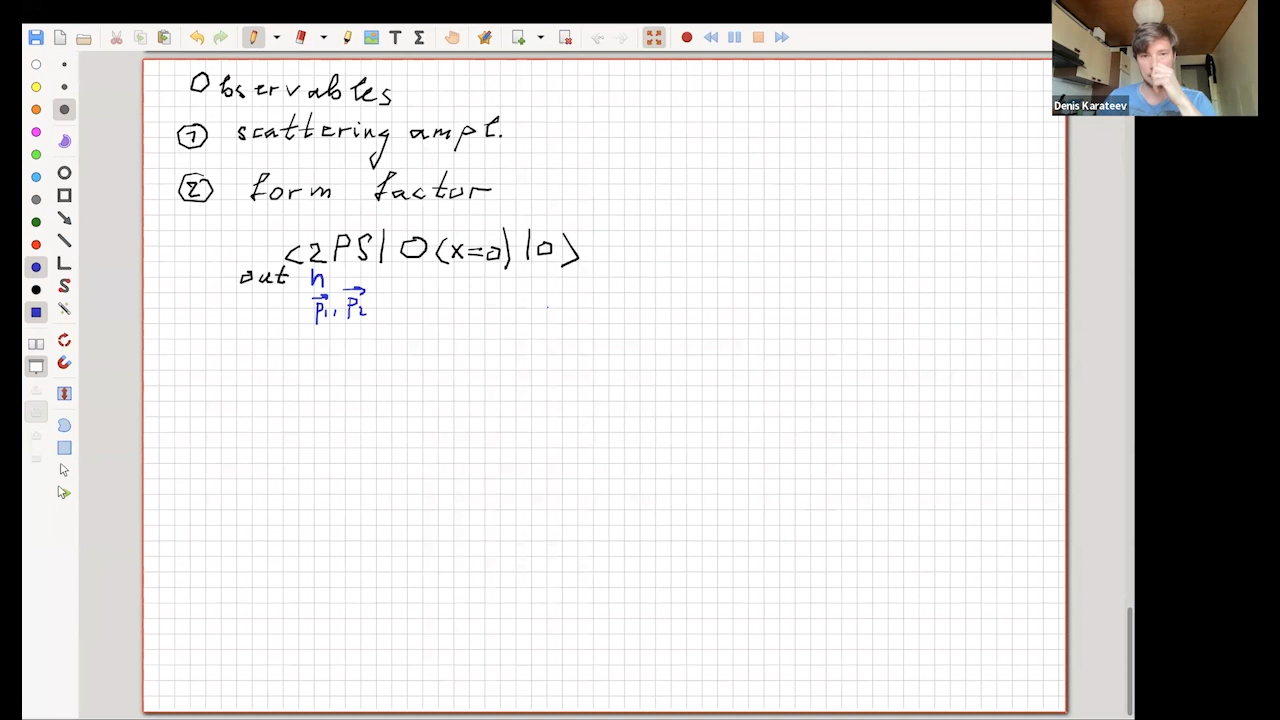 Observables
① scattering ampl.
② form factor
out <2PS| O(x=0) |0>
n
p⃗₁, p⃗₂
Denis Karateev